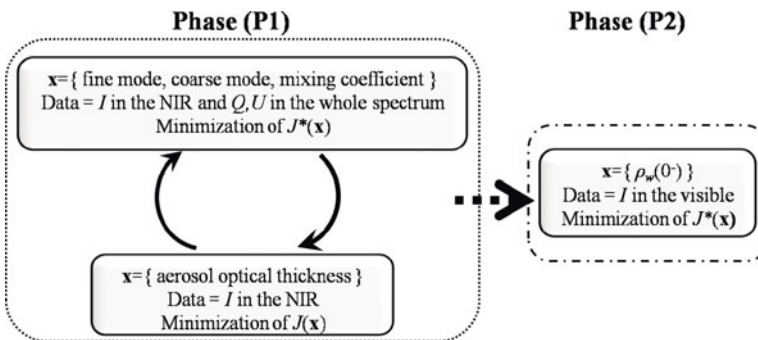 Phase (P1)
x={ fine mode, coarse mode, mixing coefficient }
Data = I in the NIR and Q,U in the whole spectrum
Minimization of J*(x)
x={ aerosol optical thickness }
Data = I in the NIR
Minimization of J(x)
Phase (P2)
x={ ρw(0-) }
Data = I in the visible
Minimization of J*(x)